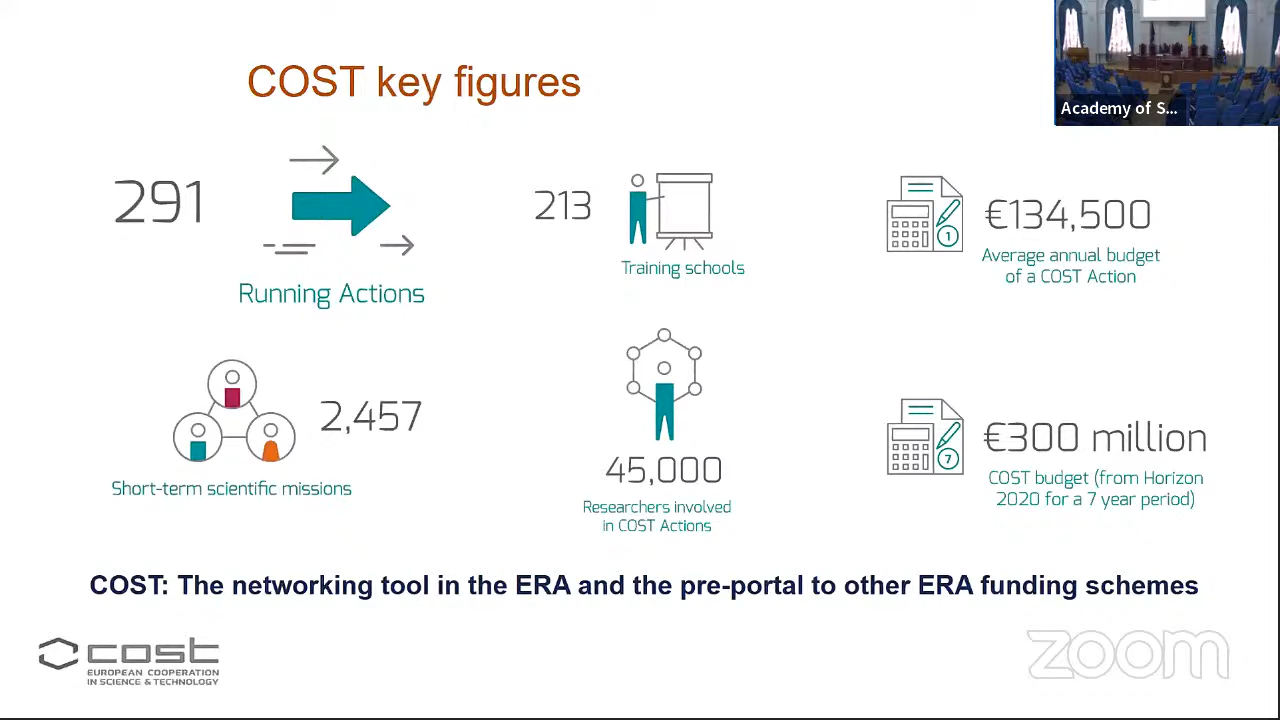 COST key figures
Academy of S...
291
Running Actions
213
Training schools
1
€134,500
Average annual budget
of a COST Action
2,457
Short-term scientific missions
45,000
Researchers involved
in COST Actions
7
€300 million
COST budget (from Horizon
2020 for a 7 year period)
COST: The networking tool in the ERA and the pre-portal to other ERA funding schemes
cost
EUROPEAN COOPERATION
IN SCIENCE & TECHNOLOGY
zoom